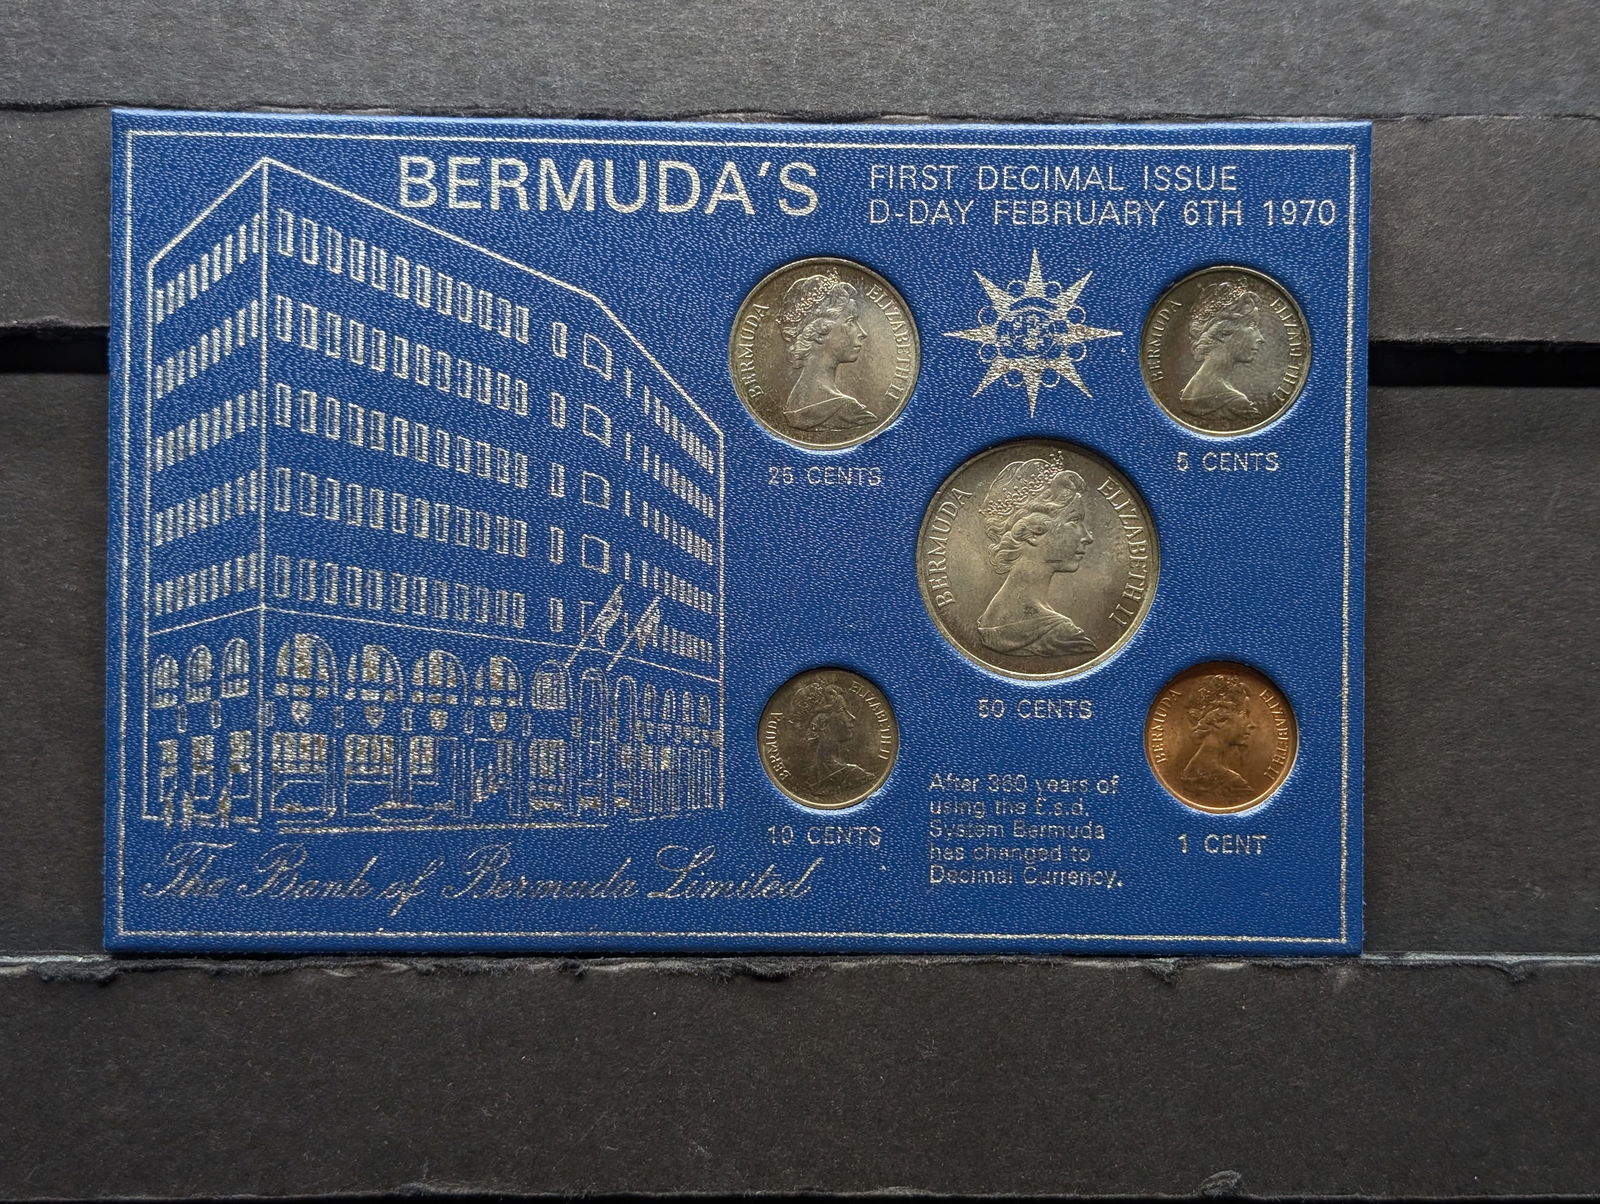 BERMUDA'S
FIRST DECIMAL ISSUE
D-DAY FEBRUARY 6TH 1970
BERMUDA ELIZABETH II
25 CENTS
BERMUDA ELIZABETH II
5 CENTS
BERMUDA ELIZABETH II
50 CENTS
BERMUDA ELIZABETH II
10 CENTS
After 360 years of
using the £.s.d.
System Bermuda
has changed to
Decimal Currency.
BERMUDA ELIZABETH II
1 CENT
The Bank of Bermuda Limited